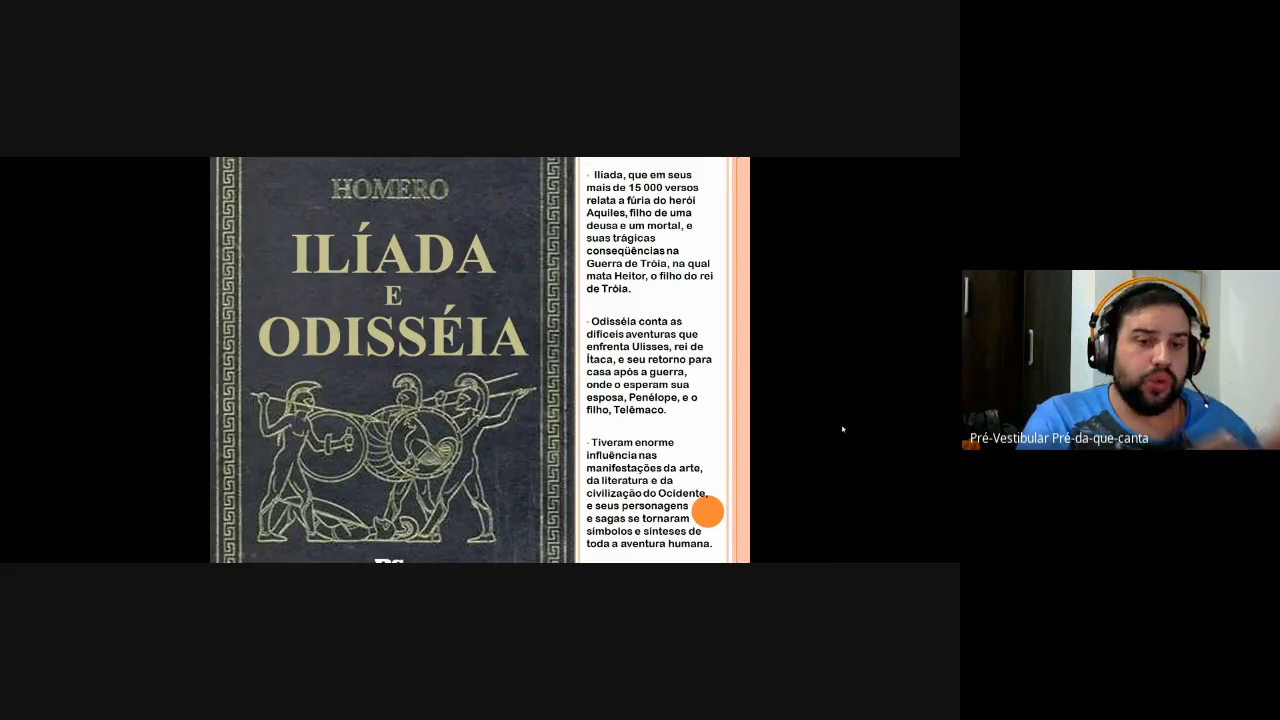 HOMERO
ILÍADA
E
ODISSÉIA
· Ilíada, que em seus
mais de 15 000 versos
relata a fúria do herói
Aquiles, filho de uma
deusa e um mortal, e
suas trágicas
conseqüências na
Guerra de Tróia, na qual
mata Heitor, o filho do rei
de Tróia.
· Odisséia conta as
difíceis aventuras que
enfrenta Ulisses, rei de
Ítaca, e seu retorno para
casa após a guerra,
onde o esperam sua
esposa, Penélope, e o
filho, Telêmaco.
· Tiveram enorme
influência nas
manifestações da arte,
da literatura e da
civilização do Ocidente,
e seus personagens
e sagas se tornaram
símbolos e sínteses de
toda a aventura humana.
Pré-Vestibular Pré-da-que-canta